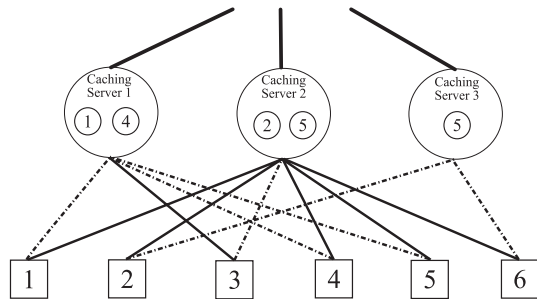 Caching
Server 1
1 4
Caching
Server 2
2 5
Caching
Server 3
5
1 2 3 4 5 6